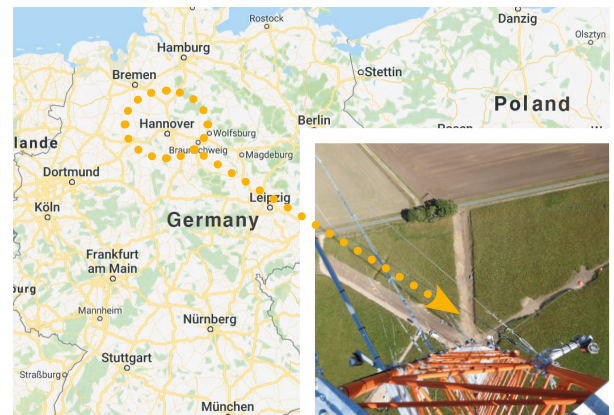 Rostock
Danzig
Olsztyn
Hamburg
Stettin
Bremen
Poland
Berlin
Hannover
Wolfsburg
lande
Magdeburg
Dortmund
Leipzig
Köln
Germany
Frankfurt
am Main
burg
Mannheim
Nürnberg
Stuttgart
Straßburg
München